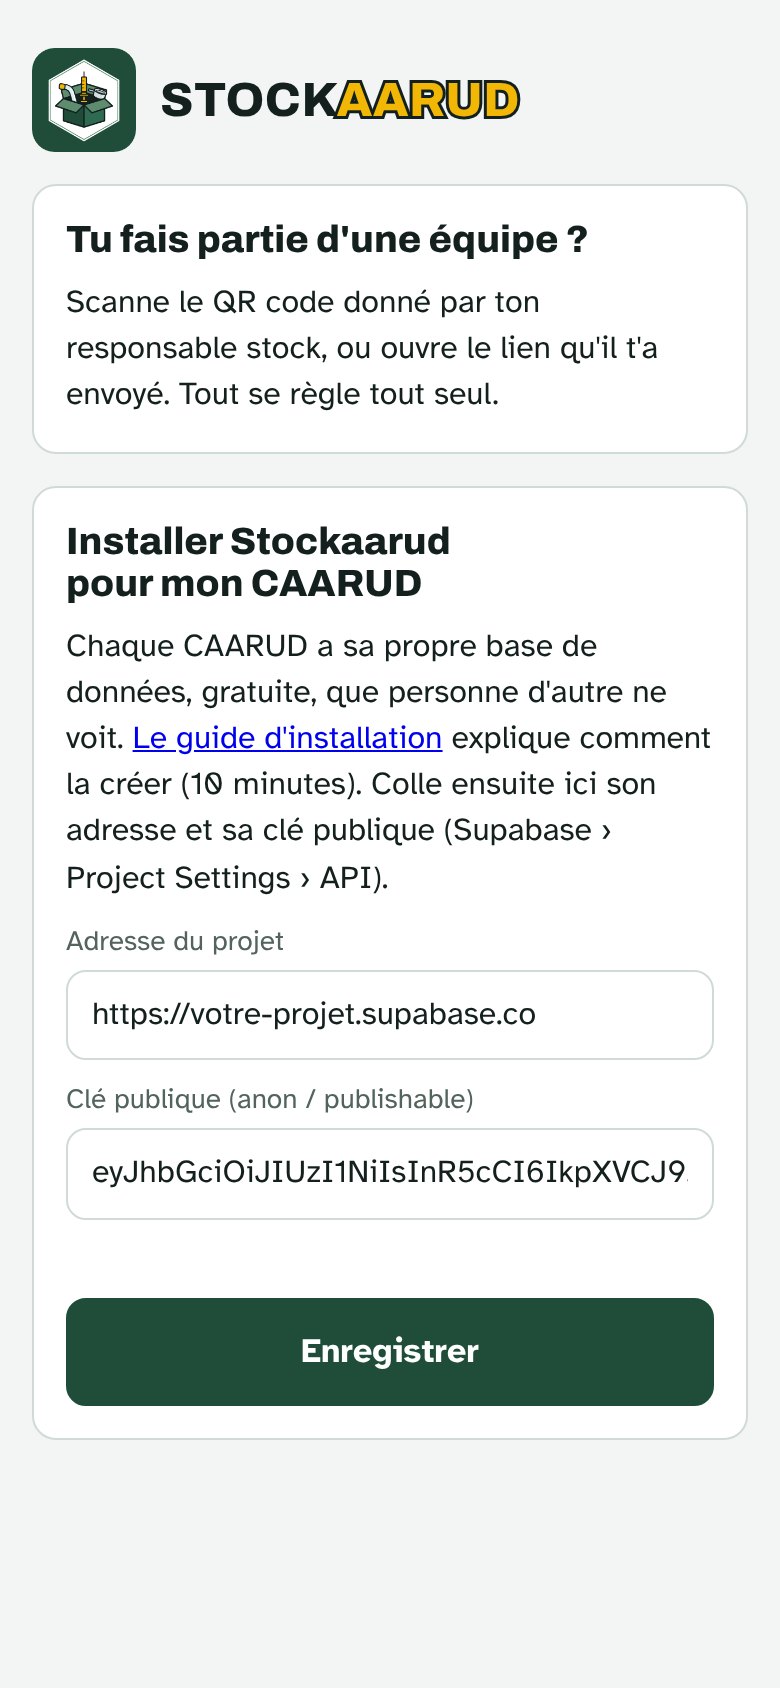 STOCKAARUD
Tu fais partie d'une équipe ?
Scanne le QR code donné par ton
responsable stock, ou ouvre le lien qu'il t'a
envoyé. Tout se règle tout seul.
Installer Stockaarud
pour mon CAARUD
Chaque CAARUD a sa propre base de
données, gratuite, que personne d'autre ne
voit. Le guide d'installation explique comment
la créer (10 minutes). Colle ensuite ici son
adresse et sa clé publique (Supabase ›
Project Settings › API).
Adresse du projet
https://votre-projet.supabase.co
Clé publique (anon / publishable)
eyJhbGciOiJIUzI1NiIsInR5cCI6IkpXVCJ9.
Enregistrer